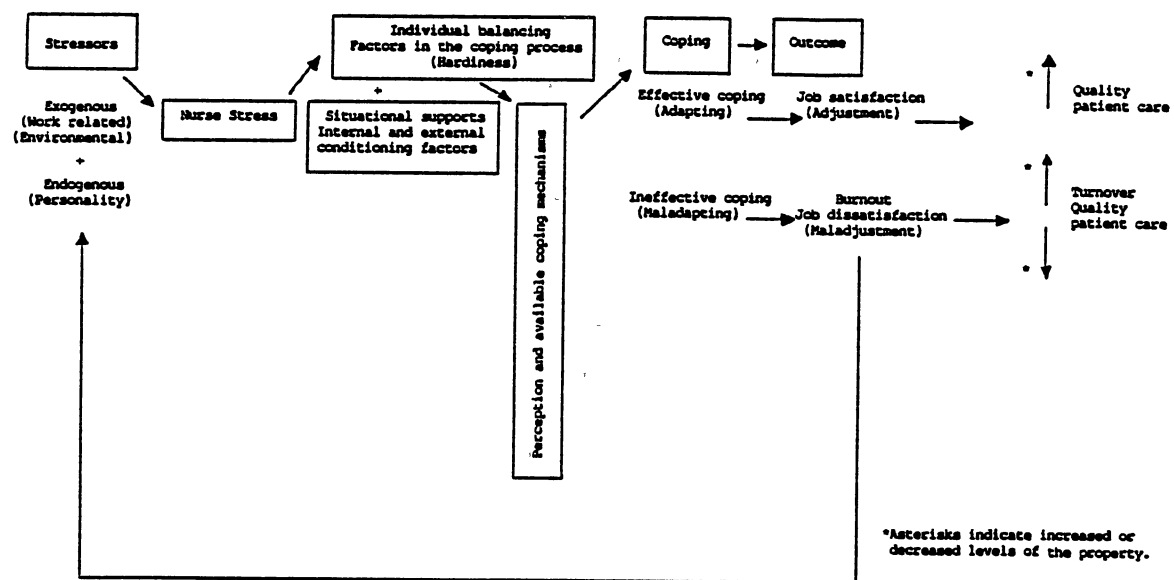 Stressors
Exogenous
(Work related)
(Environmental)
+
Endogenous
(Personality)
Nurse Stress
Individual balancing
Factors in the coping process
(Hardiness)
+
Situational supports
Internal and external
conditioning factors
Perception and available coping mechanisms
Coping
Outcome
Effective coping
(Adapting)
Job satisfaction
(Adjustment)
*
Quality
patient care
Ineffective coping
(Maladapting)
Burnout
Job dissatisfaction
(Maladjustment)
*
Turnover
Quality
patient care
*
*Asterisks indicate increased or
decreased levels of the property.